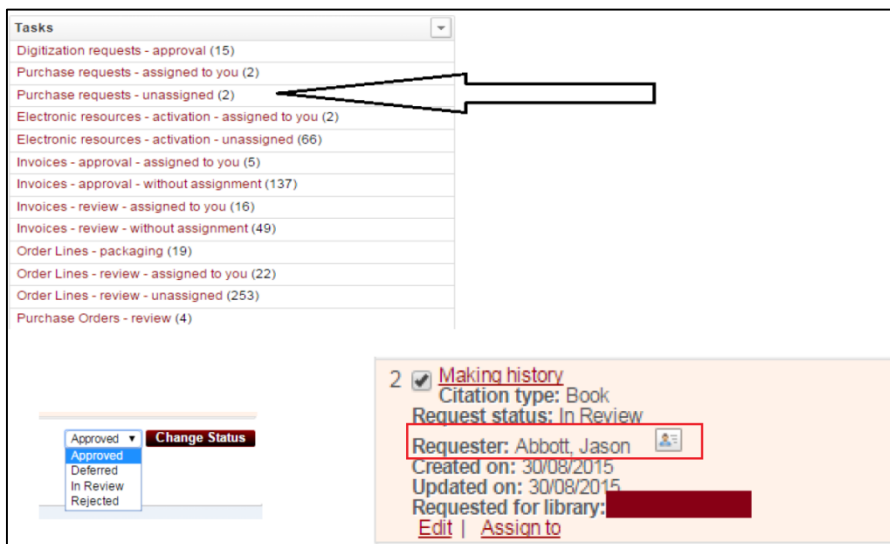 Tasks
Digitization requests - approval (15)
Purchase requests - assigned to you (2)
Purchase requests - unassigned (2)
Electronic resources - activation - assigned to you (2)
Electronic resources - activation - unassigned (66)
Invoices - approval - assigned to you (5)
Invoices - approval - without assignment (137)
Invoices - review - assigned to you (16)
Invoices - review - without assignment (49)
Order Lines - packaging (19)
Order Lines - review - assigned to you (22)
Order Lines - review - unassigned (253)
Purchase Orders - review (4)
Approved Change Status
Approved
Deferred
In Review
Rejected
2 Making history
Citation type: Book
Request status: In Review
Requester: Abbott, Jason
Created on: 30/08/2015
Updated on: 30/08/2015
Requested for library:
Edit | Assign to